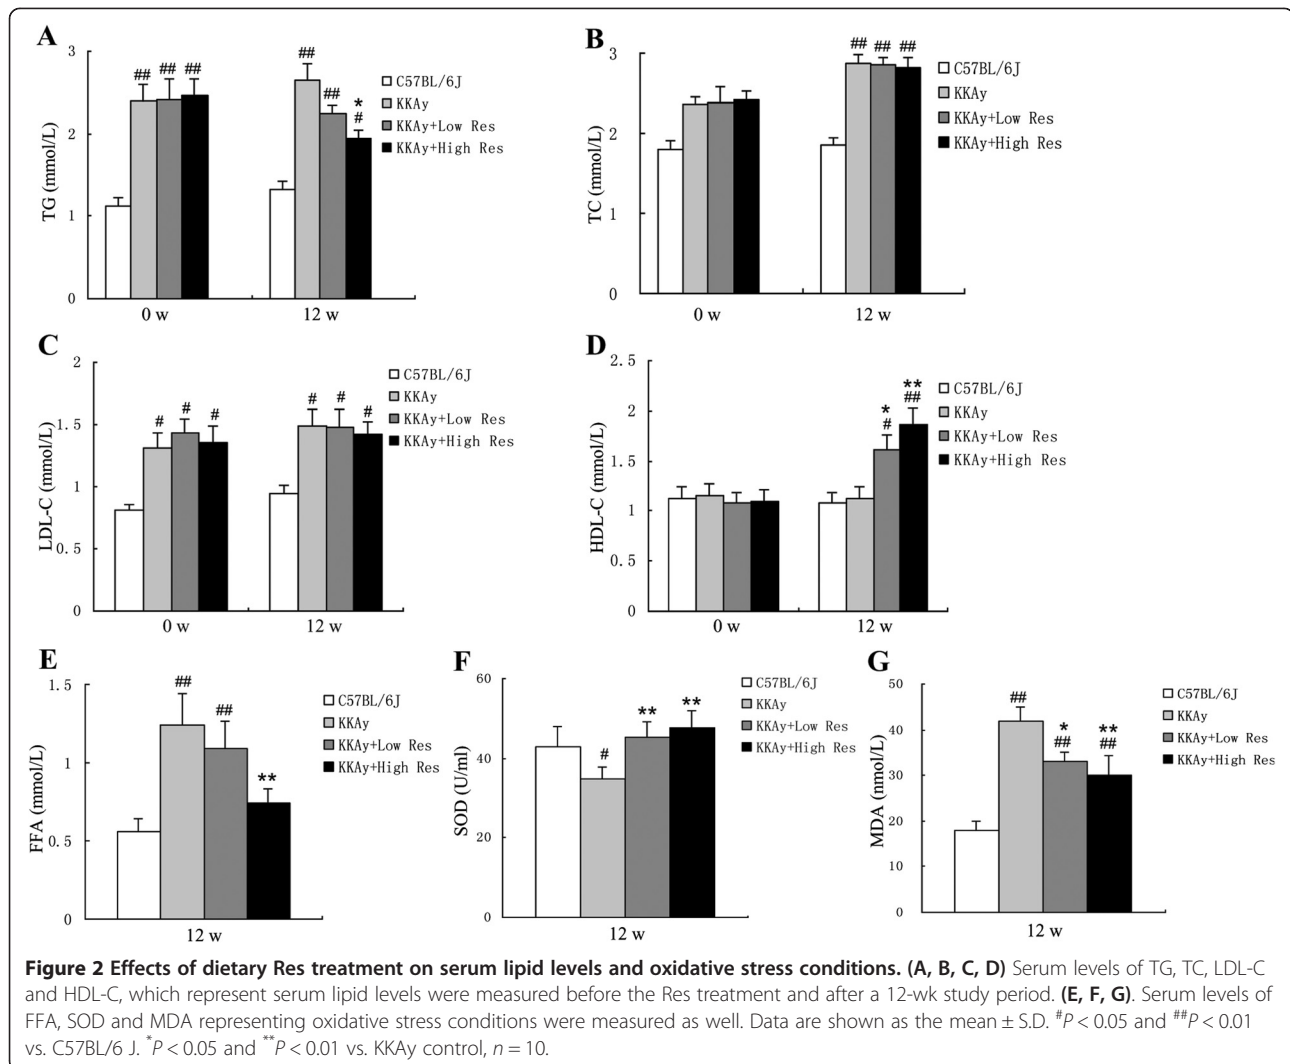 A
3
2
1
0
TG (mmol/L)
## ## ##
##
##
*
#
0 w 12 w
C57BL/6J
KKAy
KKAy+Low Res
KKAy+High Res
B
3
2
1
0
TC (mmol/L)
## ## ##
0 w 12 w
C57BL/6J
KKAy
KKAy+Low Res
KKAy+High Res
C
2
1.5
1
0.5
0
LDL-C (mmol/L)
# # #
# # #
0 w 12 w
C57BL/6J
KKAy
KKAy+Low Res
KKAy+High Res
D
2.5
2
1.5
1
0.5
0
HDL-C (mmol/L)
*
#
**
##
0 w 12 w
C57BL/6J
KKAy
KKAy+Low Res
KKAy+High Res
E
1.5
1
0.5
0
FFA (mmol/L)
##
##
**
12 w
C57BL/6J
KKAy
KKAy+Low Res
KKAy+High Res
F
60
40
20
0
SOD (U/ml)
#
**
**
12 w
C57BL/6J
KKAy
KKAy+Low Res
KKAy+High Res
G
50
40
30
20
10
0
MDA (nmol/L)
##
*
##
**
##
12 w
C57BL/6J
KKAy
KKAy+Low Res
KKAy+High Res
Figure 2 Effects of dietary Res treatment on serum lipid levels and oxidative stress conditions. (A, B, C, D) Serum levels of TG, TC, LDL-C
and HDL-C, which represent serum lipid levels were measured before the Res treatment and after a 12-wk study period. (E, F, G). Serum levels of
FFA, SOD and MDA representing oxidative stress conditions were measured as well. Data are shown as the mean ± S.D. #P < 0.05 and ##P < 0.01
vs. C57BL/6 J. *P < 0.05 and **P < 0.01 vs. KKAy control, n = 10.